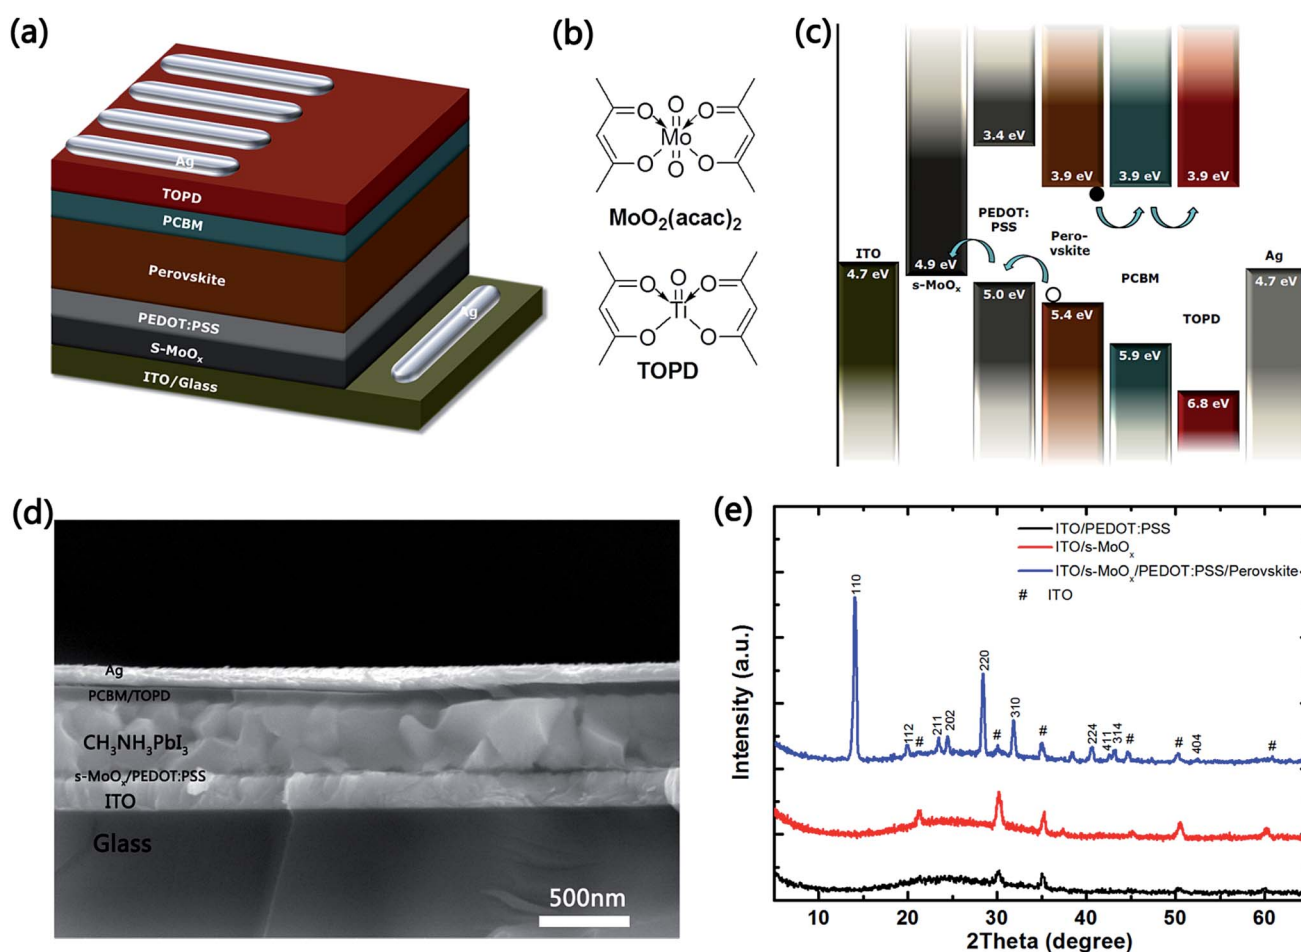 (a)
Ag
TOPD
PCBM
Perovskite
PEDOT:PSS
S-MoₓO
ITO/Glass
Ag
(b)
O
O
O
Mo
O
O
O
MoO₂(acac)₂
O
O
O
Ti
O
O
TOPD
(c)
3.4 eV
3.9 eV
3.9 eV
3.9 eV
PEDOT:
PSS
Pero-
vskite
ITO
4.7 eV
4.9 eV
s-MoOₓ
5.0 eV
5.4 eV
PCBM
5.9 eV
TOPD
6.8 eV
Ag
4.7 eV
(d)
Ag
PCBM/TOPD
CH₃NH₃PbI₃
s-MoOₓ/PEDOT:PSS
ITO
Glass
500nm
(e)
Intensity (a.u.)
ITO/PEDOT:PSS
ITO/s-MoOₓ
ITO/s-MoOₓ/PEDOT:PSS/Perovskite
# ITO
110
112
#
211
202
220
#
310
#
224
411
314
#
#
404
#
10 20 30 40 50 60
2Theta (degree)